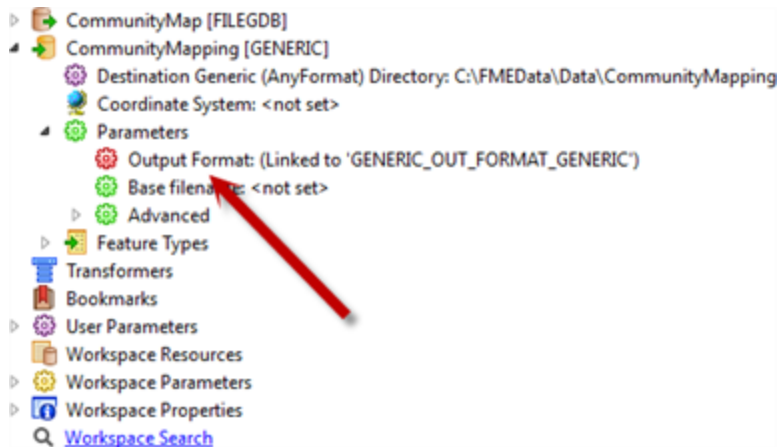 CommunityMap [FILEGDB]
CommunityMapping [GENERIC]
Destination Generic (AnyFormat) Directory: C:\FMEData\Data\CommunityMapping
Coordinate System: <not set>
Parameters
Output Format: (Linked to 'GENERIC_OUT_FORMAT_GENERIC')
Base filename: <not set>
Advanced
Feature Types
Transformers
Bookmarks
User Parameters
Workspace Resources
Workspace Parameters
Workspace Properties
Workspace Search